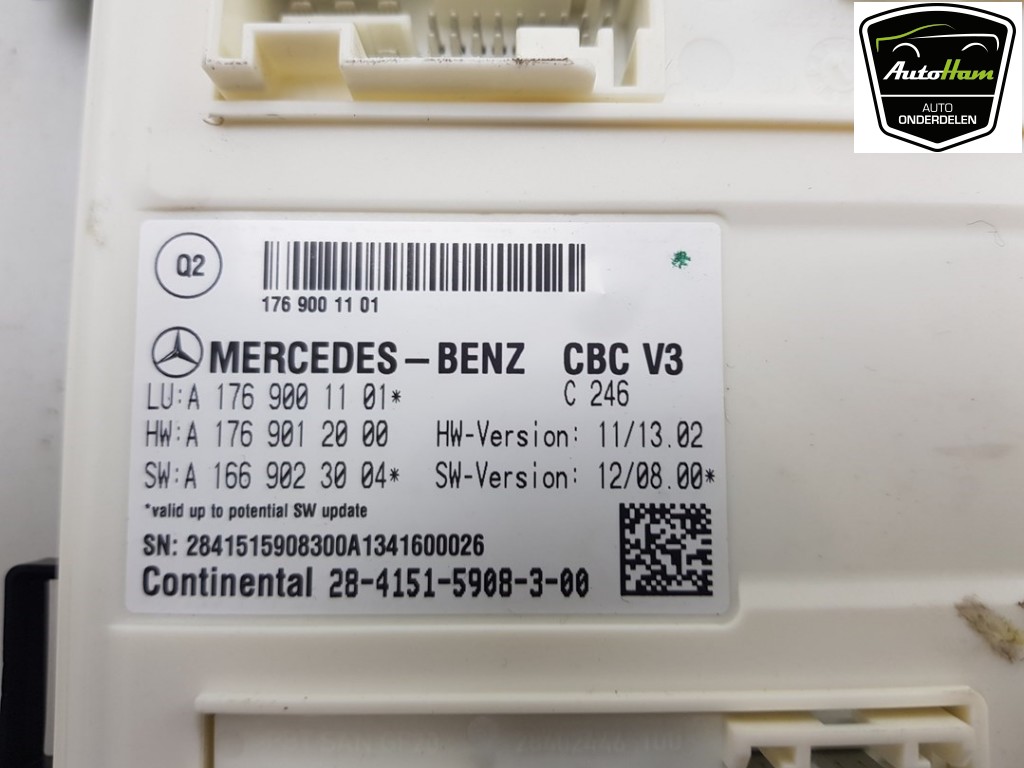 AutoHam
AUTO
ONDERDELEN
Q2
176 900 11 01
MERCEDES-BENZ CBC V3
LU:A 176 900 11 01* C 246
HW:A 176 901 20 00 HW-Version: 11/13.02
SW:A 166 902 30 04* SW-Version: 12/08.00*
*valid up to potential SW update
SN: 2841515908300A1341600026
Continental 28-4151-5908-3-00